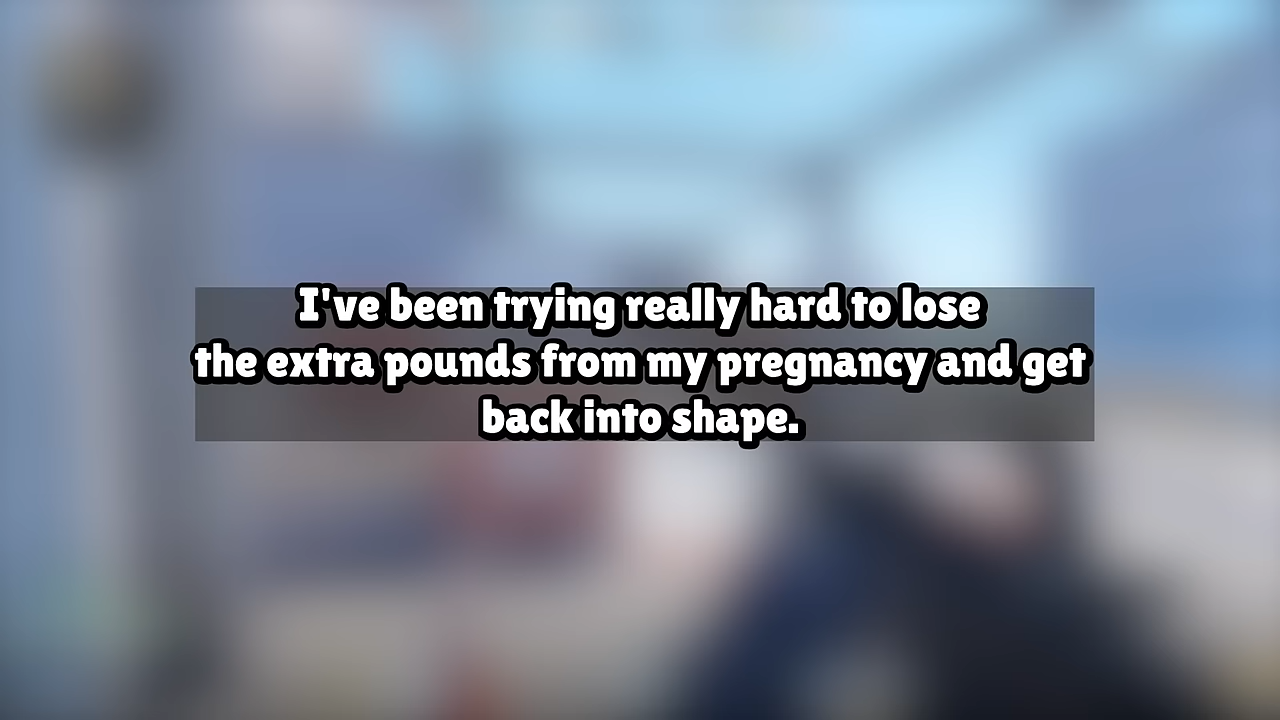 I've been trying really hard to lose
the extra pounds from my pregnancy and get
back into shape.